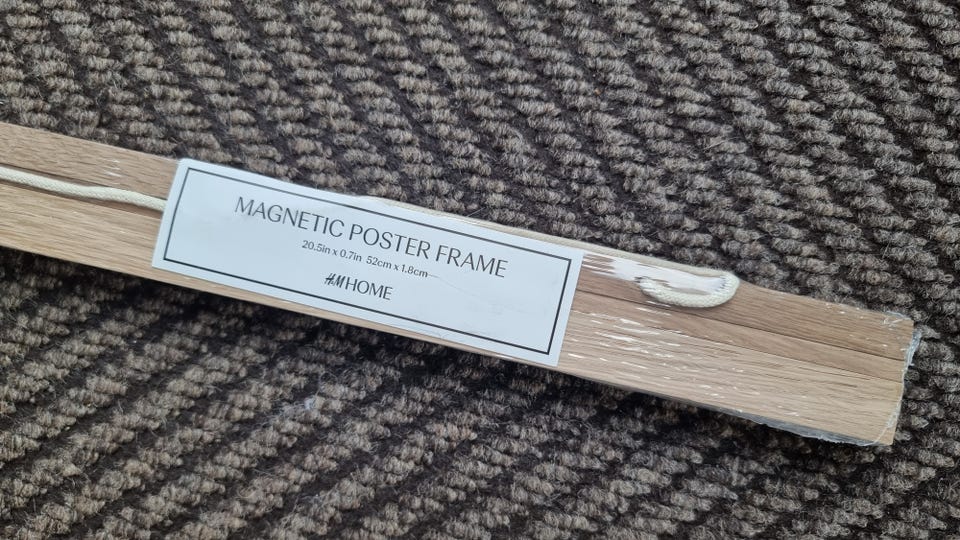 MAGNETIC POSTER FRAME
20.5in x 0.7in 52cm x 1.8cm
H&M HOME